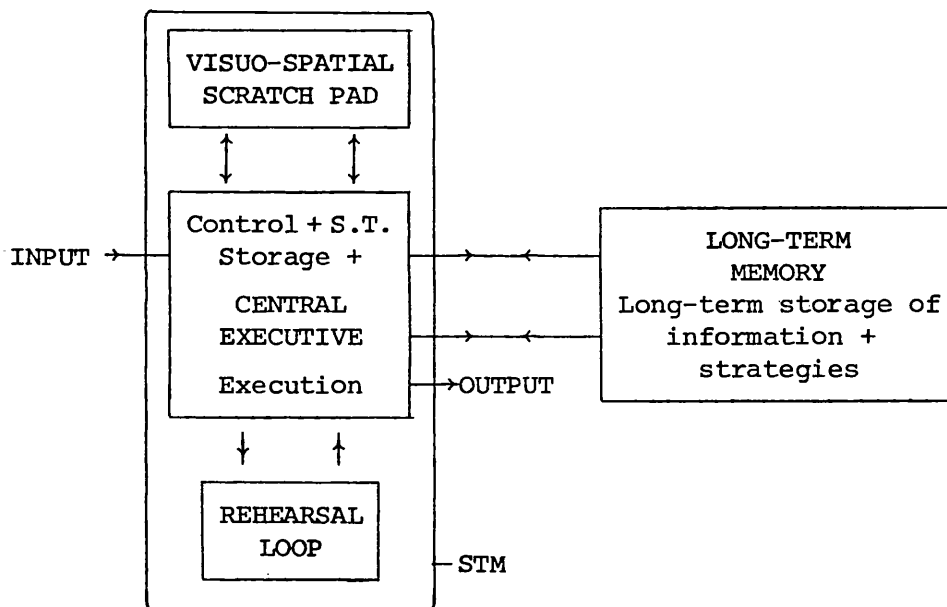 VISUO-SPATIAL
SCRATCH PAD
INPUT
Control + S.T.
Storage +
CENTRAL
EXECUTIVE
Execution
OUTPUT
LONG-TERM
MEMORY
Long-term storage of
information +
strategies
REHEARSAL
LOOP
STM